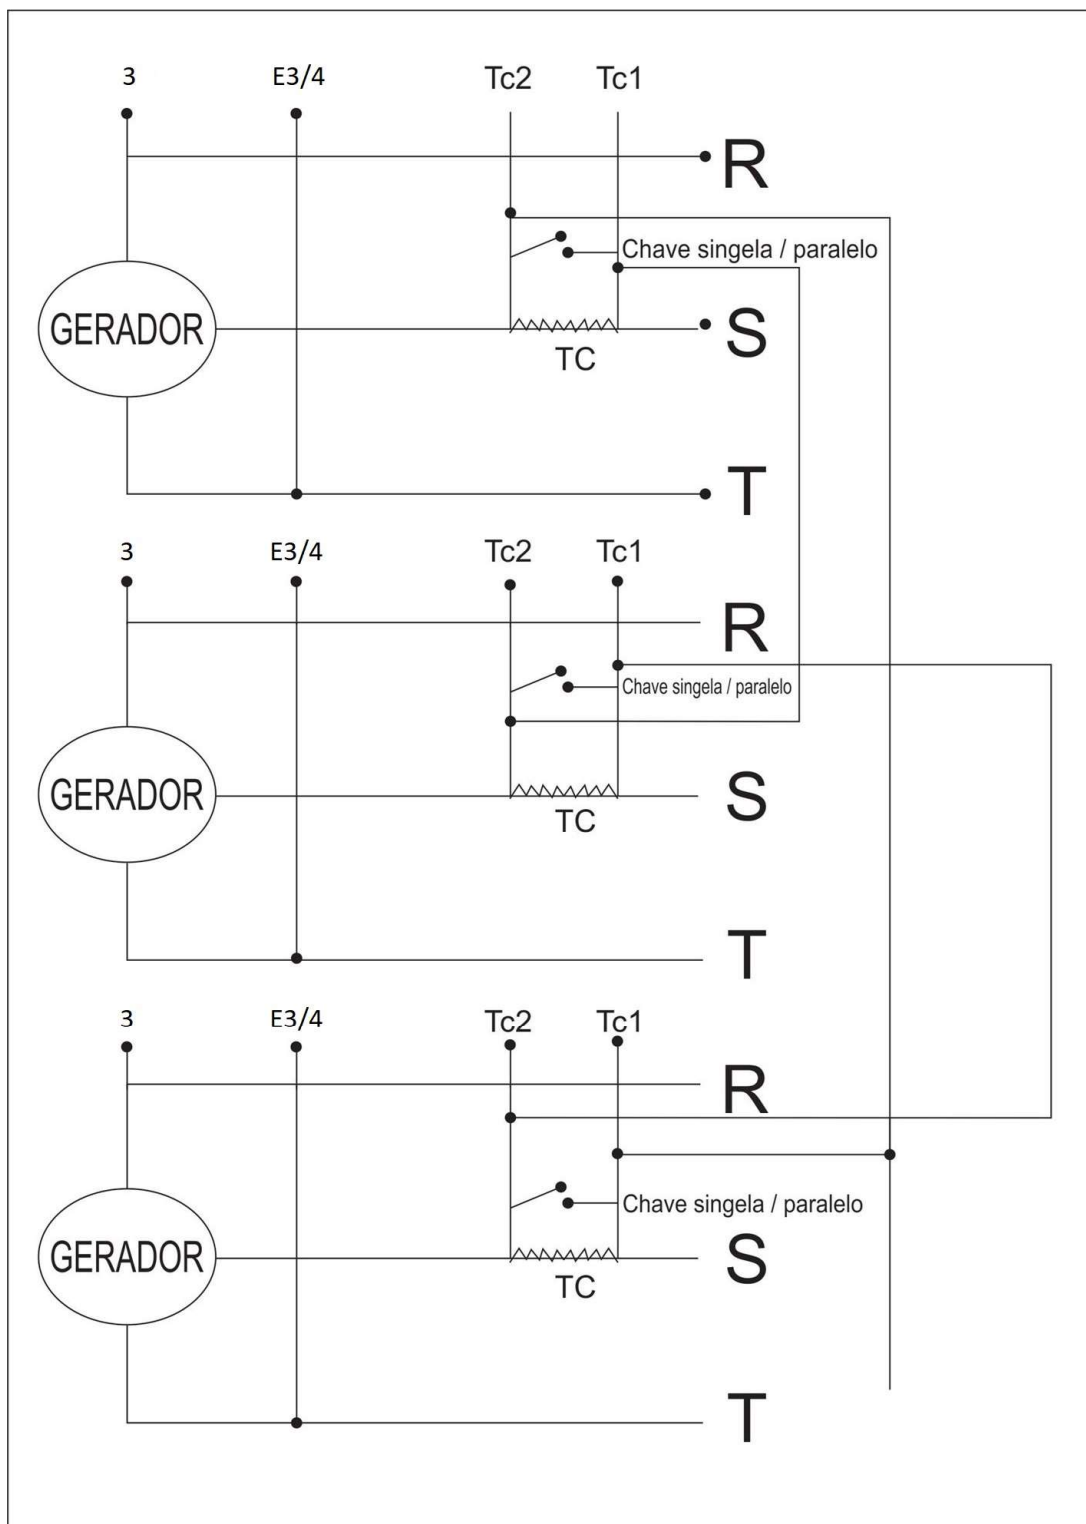 3 E3/4 Tc2 Tc1
R
Chave singela / paralelo
GERADOR
S
TC
T
3 E3/4 Tc2 Tc1
R
Chave singela / paralelo
GERADOR
S
TC
T
3 E3/4 Tc2 Tc1
R
Chave singela / paralelo
GERADOR
S
TC
T